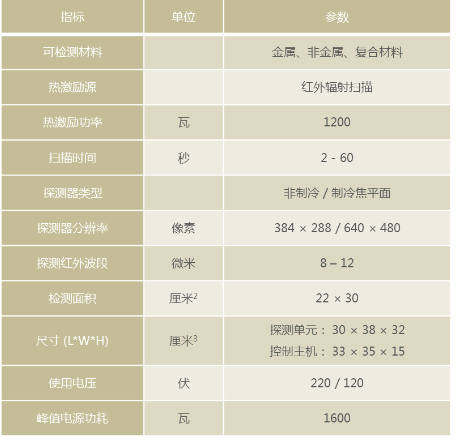 指标 单位 参数
可检测材料 金属、非金属、复合材料
热激励源 红外辐射扫描
热激励功率 瓦 1200
扫描时间 秒 2 - 60
探测器类型 非制冷 / 制冷焦平面
探测器分辨率 像素 384 × 288 / 640 × 480
探测红外波段 微米 8 – 12
检测面积 厘米² 22 × 30
尺寸 (L*W*H) 厘米³ 探测单元： 30 × 38 × 32
控制主机： 33 × 35 × 15
使用电压 伏 220 / 120
峰值电源功耗 瓦 1600